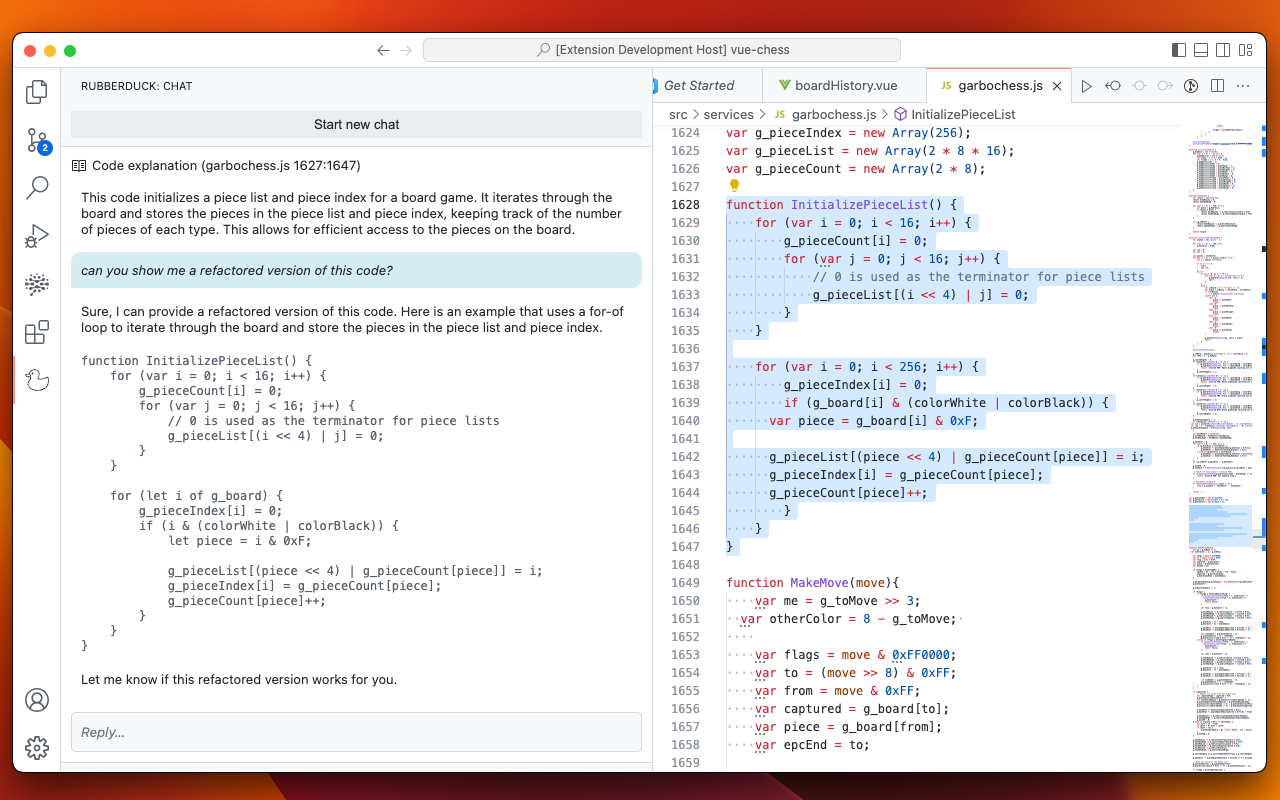 [Extension Development Host] vue-chess
RUBBERDUCK: CHAT
Start new chat
Code explanation (garbochess.js 1627:1647)
This code initializes a piece list and piece index for a board game. It iterates through the
board and stores the pieces in the piece list and piece index, keeping track of the number
of pieces of each type. This allows for efficient access to the pieces on the board.
can you show me a refactored version of this code?
Sure, I can provide a refactored version of this code. Here is an example that uses a for-of
loop to iterate through the board and store the pieces in the piece list and piece index.
function InitializePieceList() {
    for (var i = 0; i < 16; i++) {
        g_pieceCount[i] = 0;
        for (var j = 0; j < 16; j++) {
            // 0 is used as the terminator for piece lists
            g_pieceList[(i << 4) | j] = 0;
        }
    }
    for (let i of g_board) {
        g_pieceIndex[i] = 0;
        if (i & (colorWhite | colorBlack)) {
            let piece = i & 0xF;
            g_pieceList[(piece << 4) | g_pieceCount[piece]] = i;
            g_pieceIndex[i] = g_pieceCount[piece];
            g_pieceCount[piece]++;
        }
    }
}
Let me know if this refactored version works for you.
Reply...
2
Get Started
boardHistory.vue
JS garbochess.js
src > services > JS garbochess.js > InitializePieceList
1624 var g_pieceIndex = new Array(256);
1625 var g_pieceList = new Array(2 * 8 * 16);
1626 var g_pieceCount = new Array(2 * 8);
1627
1628 function InitializePieceList() {
1629     for (var i = 0; i < 16; i++) {
1630         g_pieceCount[i] = 0;
1631         for (var j = 0; j < 16; j++) {
1632             // 0 is used as the terminator for piece lists
1633             g_pieceList[(i << 4) | j] = 0;
1634         }
1635     }
1636
1637     for (var i = 0; i < 256; i++) {
1638         g_pieceIndex[i] = 0;
1639         if (g_board[i] & (colorWhite | colorBlack)) {
1640       var piece = g_board[i] & 0xF;
1641
1642       g_pieceList[(piece << 4) | g_pieceCount[piece]] = i;
1643       g_pieceIndex[i] = g_pieceCount[piece];
1644       g_pieceCount[piece]++;
1645         }
1646     }
1647 }
1648
1649 function MakeMove(move){
1650     var me = g_toMove >> 3;
1651   var otherColor = 8 - g_toMove;
1652
1653     var flags = move & 0xFF0000;
1654     var to = (move >> 8) & 0xFF;
1655     var from = move & 0xFF;
1656     var captured = g_board[to];
1657     var piece = g_board[from];
1658     var epcEnd = to;
1659